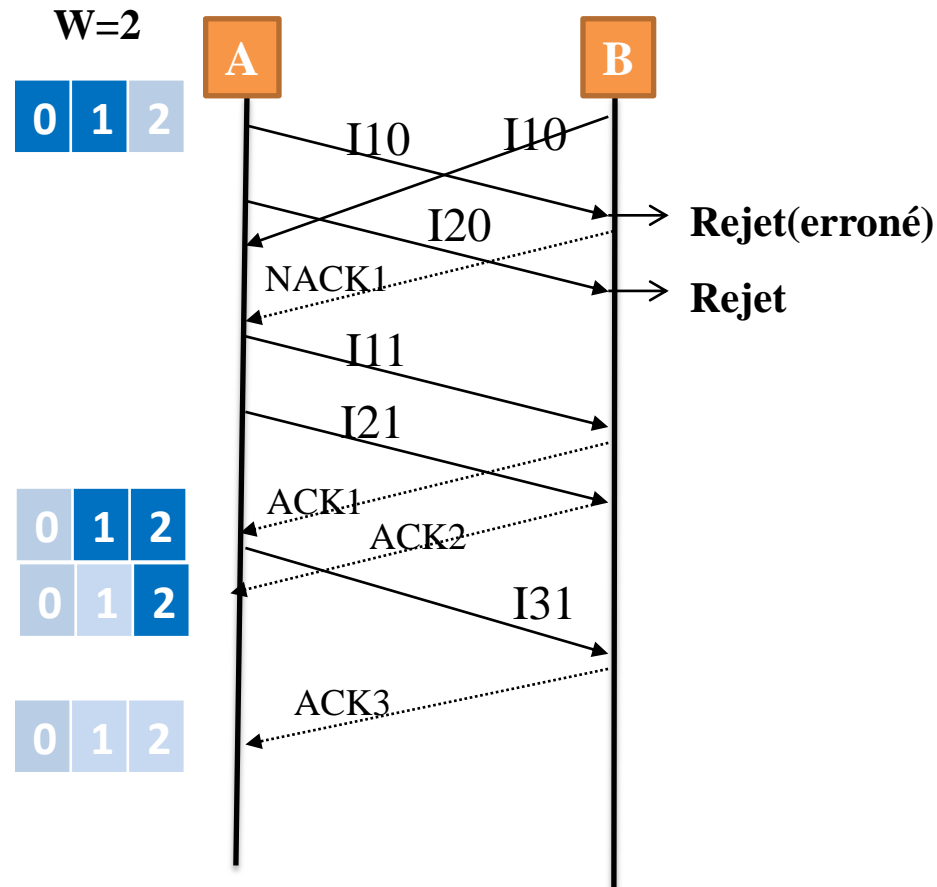 W=2
A
B
0 1 2
I10
I10
Rejet(erroné)
I20
NACK1
Rejet
I11
I21
ACK1
0 1 2
ACK2
0 1 2
I31
ACK3
0 1 2